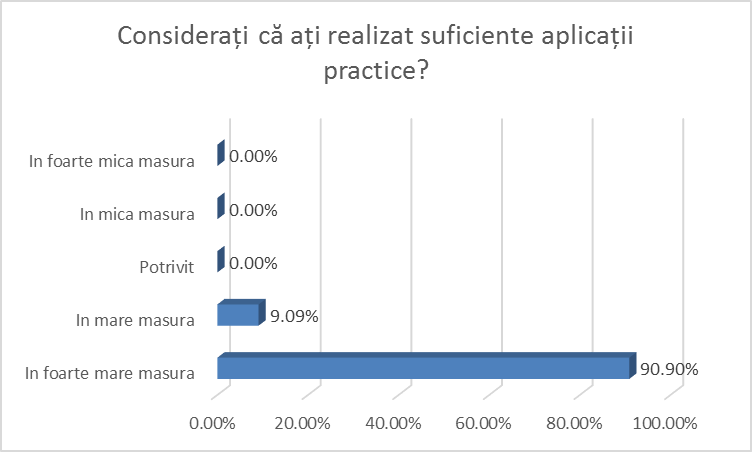 Considerați că ați realizat suficiente aplicații
practice?
In foarte mica masura 0.00%
In mica masura 0.00%
Potrivit 0.00%
In mare masura 9.09%
In foarte mare masura 90.90%
0.00% 20.00% 40.00% 60.00% 80.00% 100.00%